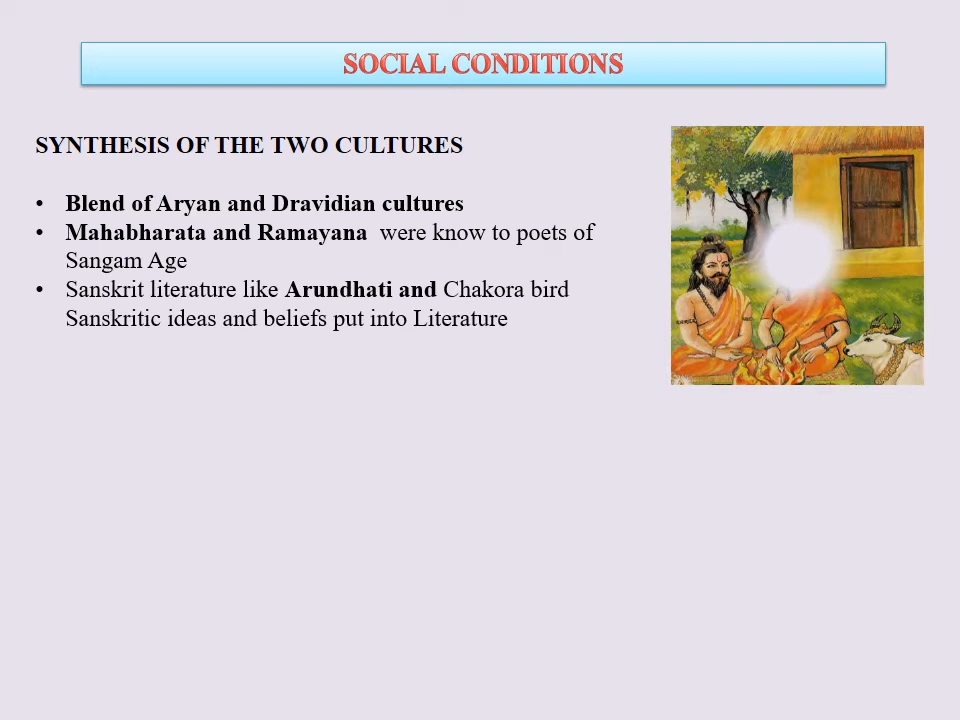 SOCIAL CONDITIONS
SYNTHESIS OF THE TWO CULTURES
• Blend of Aryan and Dravidian cultures
• Mahabharata and Ramayana were know to poets of
Sangam Age
• Sanskrit literature like Arundhati and Chakora bird
Sanskritic ideas and beliefs put into Literature